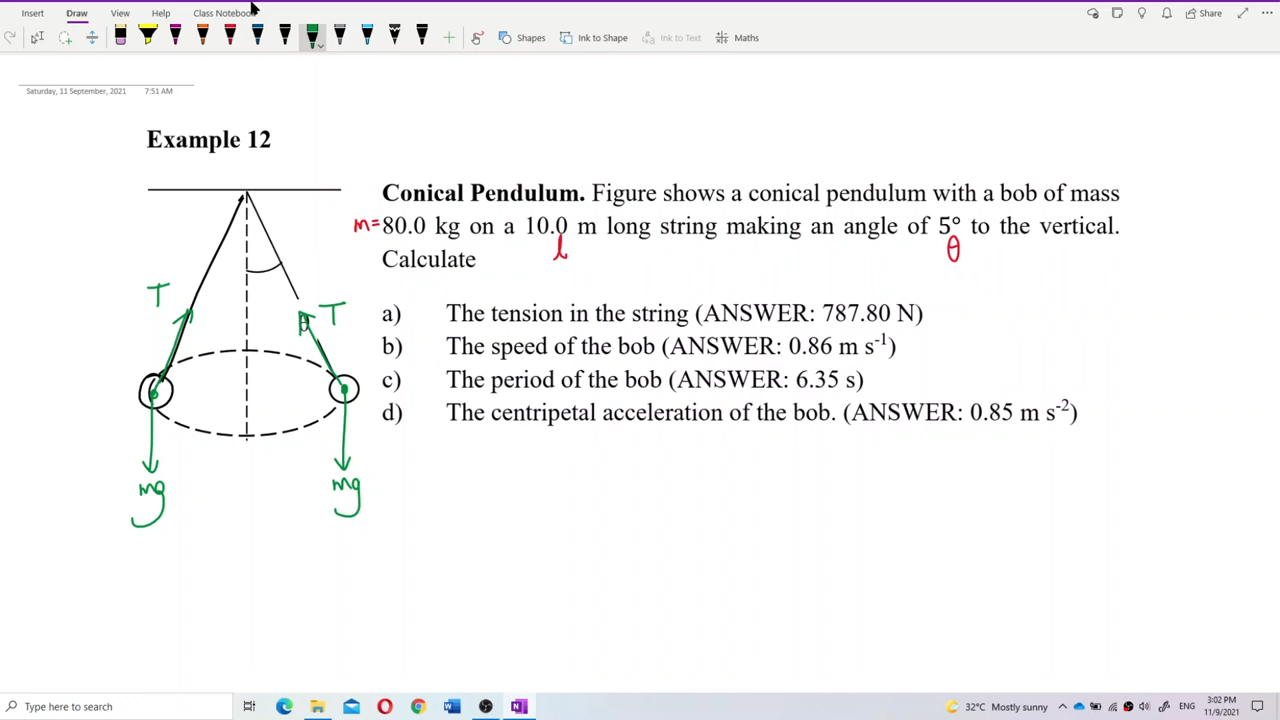 Insert Draw View Help Class Notebook
Share
Shapes Ink to Shape Ink to Text Maths
Saturday, 11 September, 2021 7:51 AM
Example 12
Conical Pendulum. Figure shows a conical pendulum with a bob of mass
m= 80.0 kg on a 10.0 m long string making an angle of 5° to the vertical.
l θ
Calculate
a) The tension in the string (ANSWER: 787.80 N)
b) The speed of the bob (ANSWER: 0.86 m s-1)
c) The period of the bob (ANSWER: 6.35 s)
d) The centripetal acceleration of the bob. (ANSWER: 0.85 m s-2)
T
θ T
mg
mg
Type here to search
32°C Mostly sunny
ENG
3:02 PM
11/9/2021